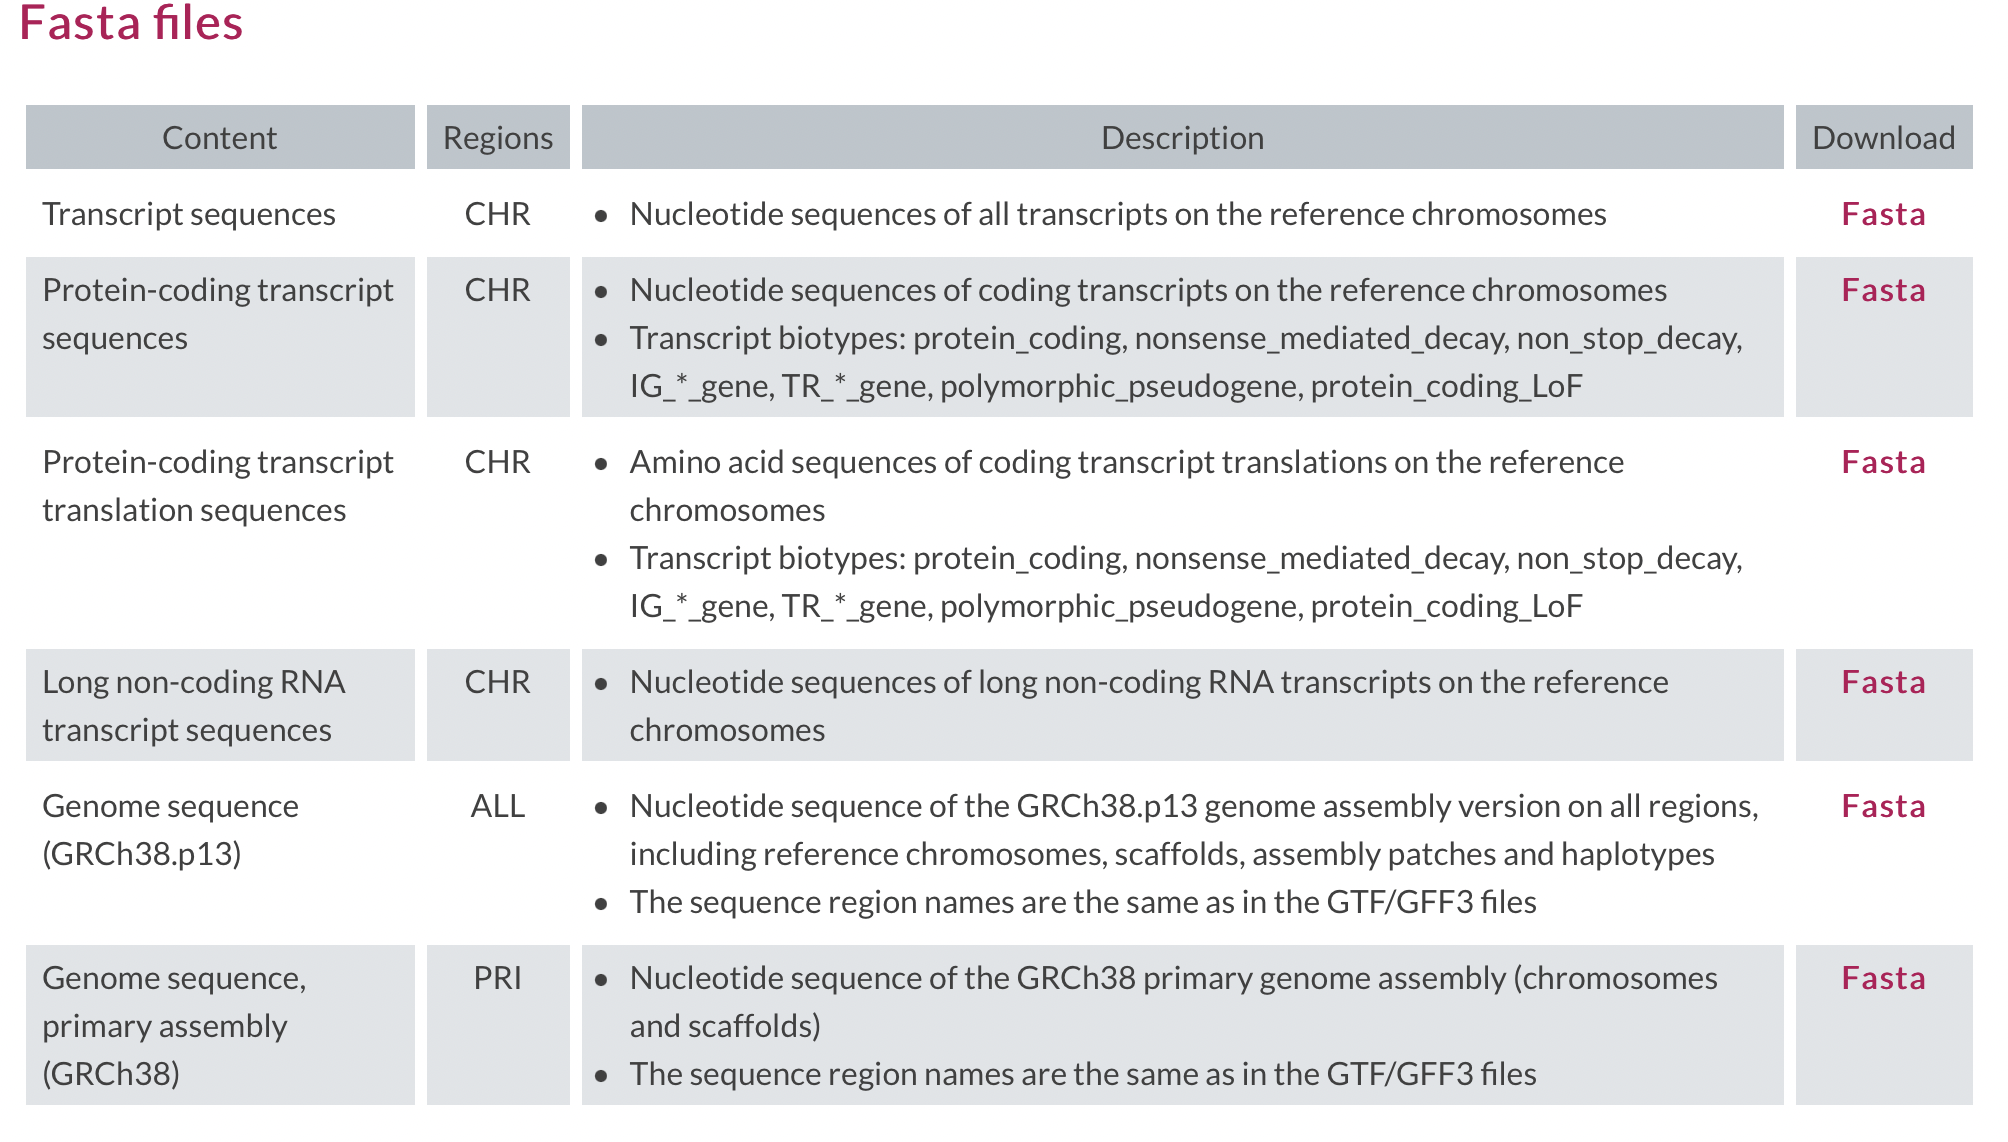 Fasta files
Content Regions Description Download
Transcript sequences CHR • Nucleotide sequences of all transcripts on the reference chromosomes Fasta
Protein-coding transcript CHR • Nucleotide sequences of coding transcripts on the reference chromosomes Fasta
sequences • Transcript biotypes: protein_coding, nonsense_mediated_decay, non_stop_decay,
IG_*_gene, TR_*_gene, polymorphic_pseudogene, protein_coding_LoF
Protein-coding transcript CHR • Amino acid sequences of coding transcript translations on the reference Fasta
translation sequences chromosomes
• Transcript biotypes: protein_coding, nonsense_mediated_decay, non_stop_decay,
IG_*_gene, TR_*_gene, polymorphic_pseudogene, protein_coding_LoF
Long non-coding RNA CHR • Nucleotide sequences of long non-coding RNA transcripts on the reference Fasta
transcript sequences chromosomes
Genome sequence ALL • Nucleotide sequence of the GRCh38.p13 genome assembly version on all regions, Fasta
(GRCh38.p13) including reference chromosomes, scaffolds, assembly patches and haplotypes
• The sequence region names are the same as in the GTF/GFF3 files
Genome sequence, PRI • Nucleotide sequence of the GRCh38 primary genome assembly (chromosomes Fasta
primary assembly and scaffolds)
(GRCh38) • The sequence region names are the same as in the GTF/GFF3 files